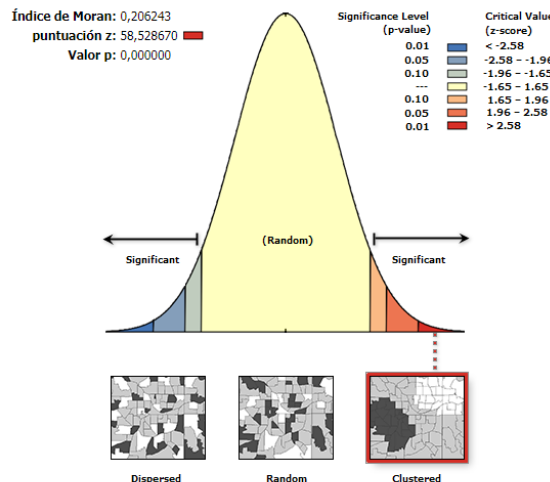 Índice de Moran: 0,206243
puntuación z: 58,528670
Valor p: 0,000000
Significance Level
(p-value)
Critical Value
(z-score)
0.01 < -2.58
0.05 -2.58 – -1.96
0.10 -1.96 – -1.65
--- -1.65 – 1.65
0.10 1.65 – 1.96
0.05 1.96 – 2.58
0.01 > 2.58
(Random)
Significant
Significant
Dispersed
Random
Clustered